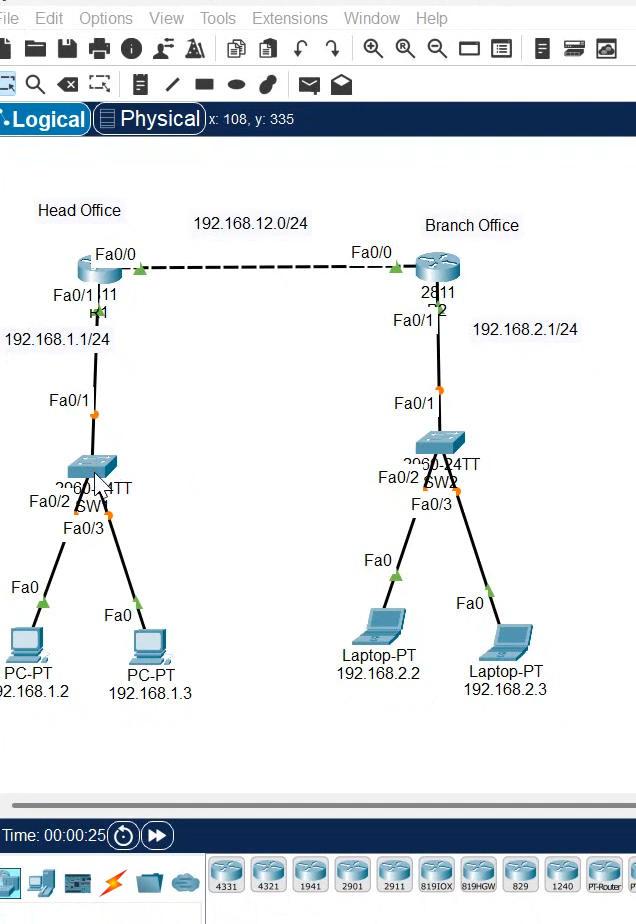 File Edit Options View Tools Extensions Window Help
Logical Physical x: 108, y: 335
Head Office
192.168.12.0/24
Branch Office
Fa0/0
Fa0/0
Fa0/1
2811
Fa0/1
192.168.1.1/24
192.168.2.1/24
Fa0/1
Fa0/1
2960-24TT
2960-24TT
Fa0/2
SW1
Fa0/2
SW2
Fa0/3
Fa0/3
Fa0
Fa0
Fa0
Fa0
PC-PT
PC-PT
192.168.1.3
Laptop-PT
192.168.2.2
Laptop-PT
192.168.2.3
Time: 00:00:25
4331 4321 1941 2901 2911 819IOX 819HGW 829 1240 PT-Router